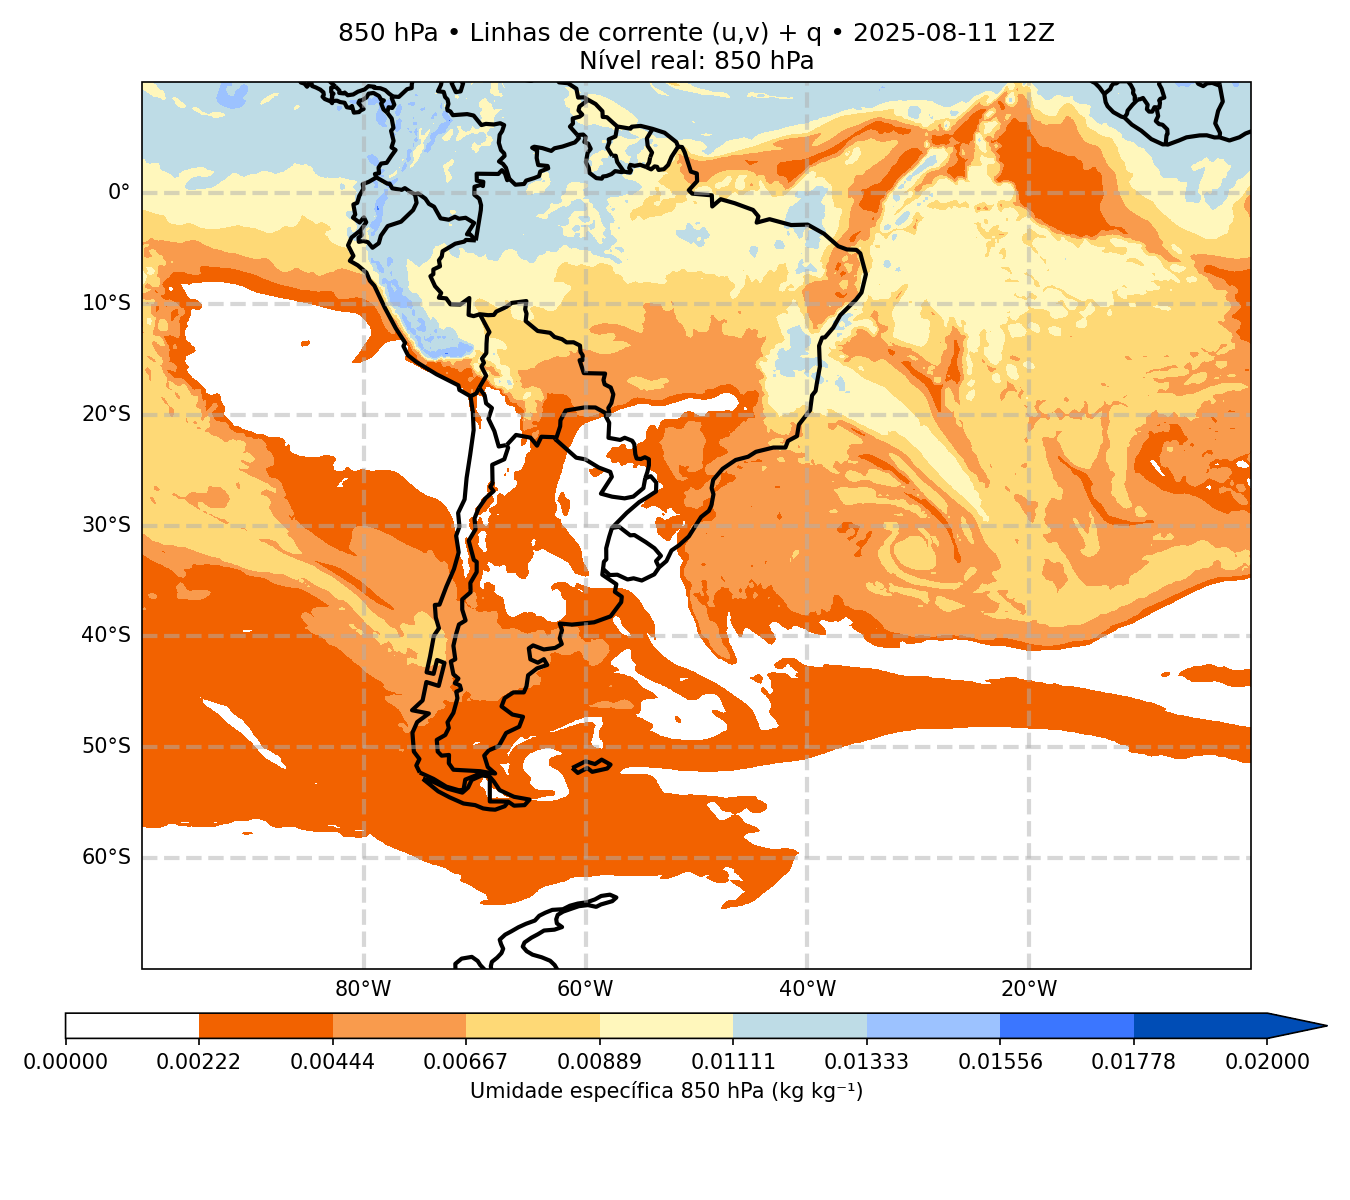 850 hPa • Linhas de corrente (u,v) + q • 2025-08-11 12Z
Nível real: 850 hPa
0°
10°S
20°S
30°S
40°S
50°S
60°S
80°W 60°W 40°W 20°W
0.00000 0.00222 0.00444 0.00667 0.00889 0.01111 0.01333 0.01556 0.01778 0.02000
Umidade específica 850 hPa (kg kg⁻¹)